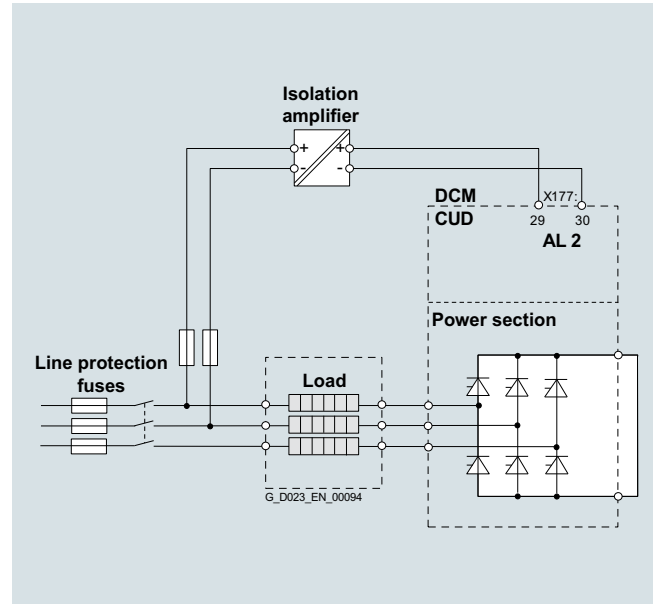 Isolation
amplifier
+ +
- -
DCM
CUD
X177:
29 30
AL 2
Power section
Line protection
fuses
Load
G_D023_EN_00094